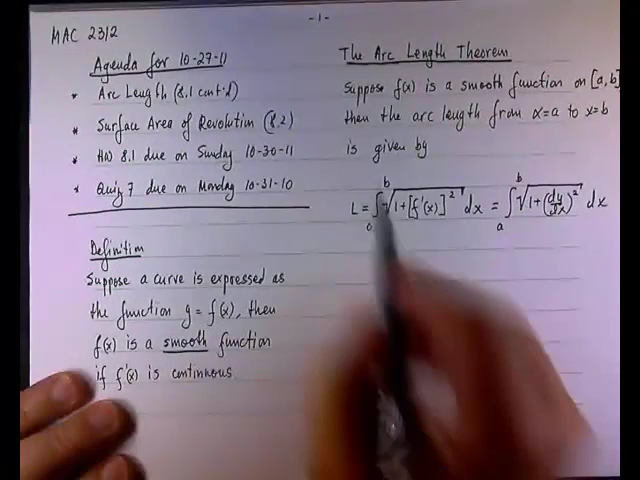 -1-
MAC 2312
Agenda for 10-27-11
* Arc Length (8.1 cont'd)
* Surface Area of Revolution (8.2)
* HW 8.1 due on Sunday 10-30-11
* Quiz 7 due on Monday 10-31-10
Definition
Suppose a curve is expressed as
the function y = f(x), then
f(x) is a smooth function
if f'(x) is continuous
The Arc Length Theorem
Suppose f(x) is a smooth function on [a, b]
then the arc length from x=a to x=b
is given by
L = ∫_a^b √(1+[f'(x)]²) dx = ∫_a^b √(1+(dy/dx)²) dx